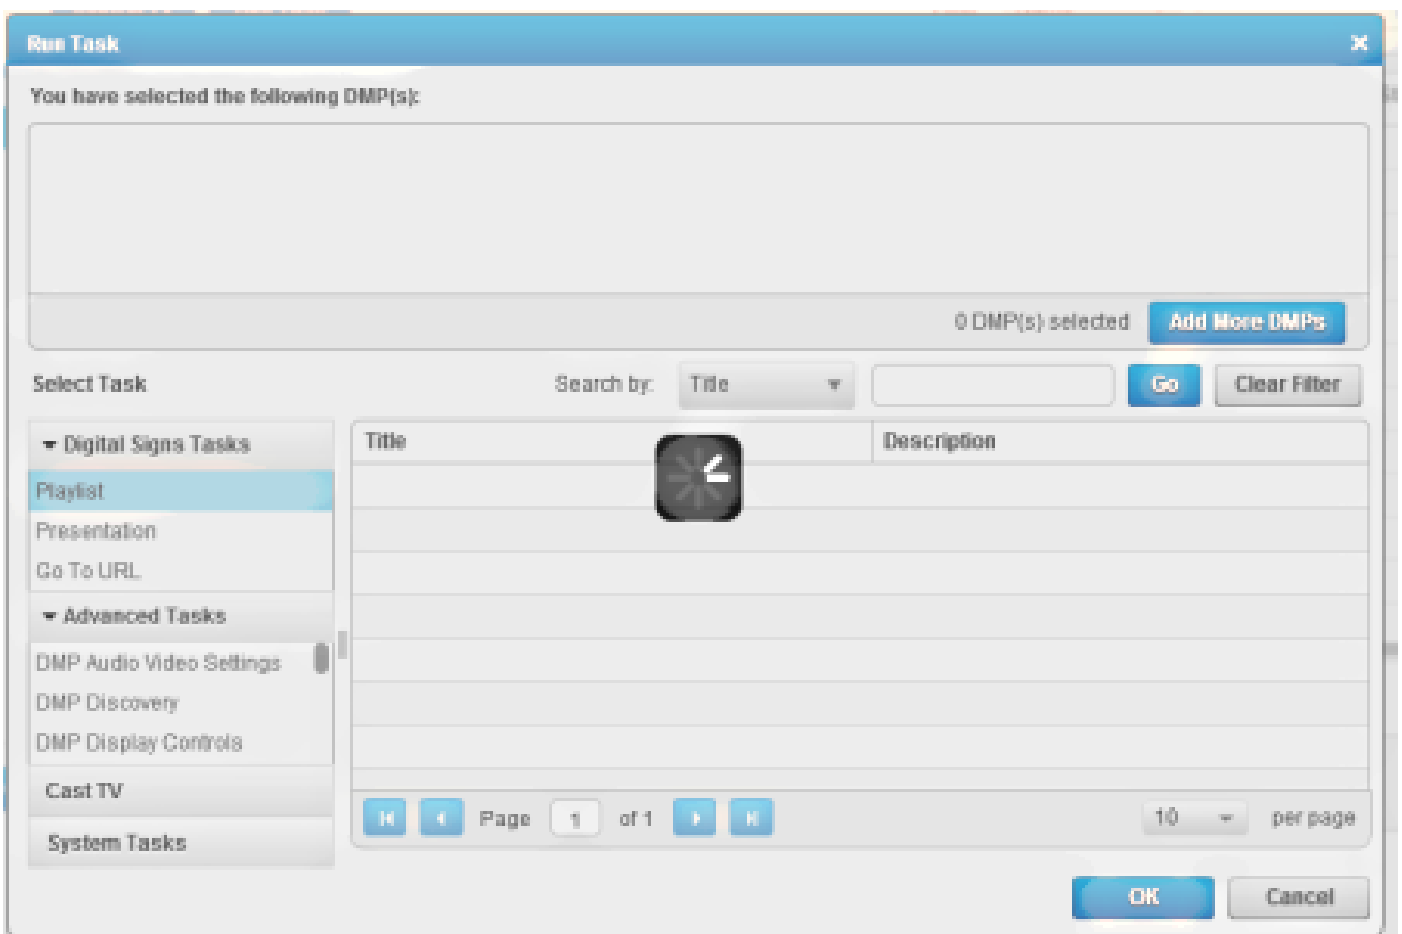 Run Task
You have selected the following DMP(s):
0 DMP(s) selected Add More DMPs
Select Task Search by: Title Go Clear Filter
Digital Signs Tasks Title Description
Playlist
Presentation
Go To URL
Advanced Tasks
DMP Audio Video Settings
DMP Discovery
DMP Display Controls
Cast TV
System Tasks
Page 1 of 1 10 per page
OK Cancel